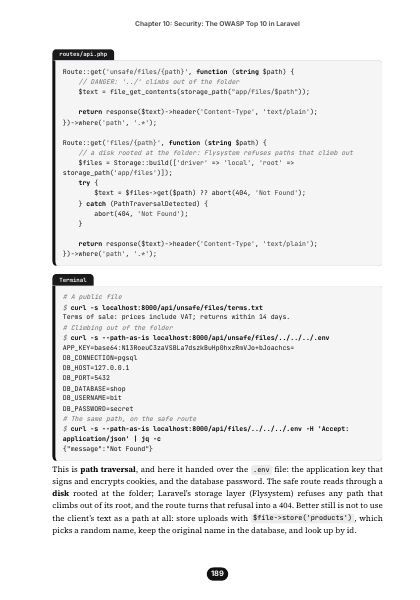 Chapter 10: Security: The OWASP Top 10 in Laravel
routes/api.php
Route::get('unsafe/files/{path}', function (string $path) {
    // DANGER: '../' climbs out of the folder
    $text = file_get_contents(storage_path("app/files/$path"));

    return response($text)->header('Content-Type', 'text/plain');
})->where('path', '.*');

Route::get('files/{path}', function (string $path) {
    // a disk rooted at the folder: Flysystem refuses paths that climb out
    $files = Storage::build(['driver' => 'local', 'root' =>
storage_path('app/files')]);
    try {
        $text = $files->get($path) ?? abort(404, 'Not Found');
    } catch (PathTraversalDetected) {
        abort(404, 'Not Found');
    }

    return response($text)->header('Content-Type', 'text/plain');
})->where('path', '.*');
Terminal
# A public file
$ curl -s localhost:8000/api/unsafe/files/terms.txt
Terms of sale: prices include VAT; returns within 14 days.
# Climbing out of the folder
$ curl -s --path-as-is localhost:8000/api/unsafe/files/../../../.env
DB_CONNECTION=pgsql
DB_HOST=127.0.0.1
DB_PORT=5432
DB_DATABASE=shop
DB_USERNAME=bit
DB_PASSWORD=secret
# The same path, on the safe route
$ curl -s --path-as-is localhost:8000/api/files/../../../.env -H 'Accept:
application/json' | jq -c
{"message":"Not Found"}
This is path traversal, and here it handed over the .env file: the application key that
signs and encrypts cookies, and the database password. The safe route reads through a
disk rooted at the folder; Laravel's storage layer (Flysystem) refuses any path that
climbs out of its root, and the route turns that refusal into a 404. Better still is not to use
the client's text as a path at all: store uploads with $file->store('products'), which
picks a random name, keep the original name in the database, and look up by id.
189